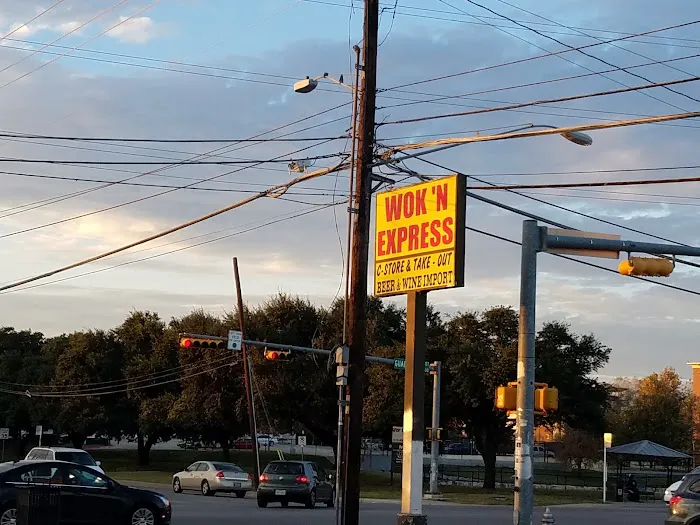 WOK 'N
EXPRESS
C-STORE & TAKE - OUT
BEER & WINE IMPORT